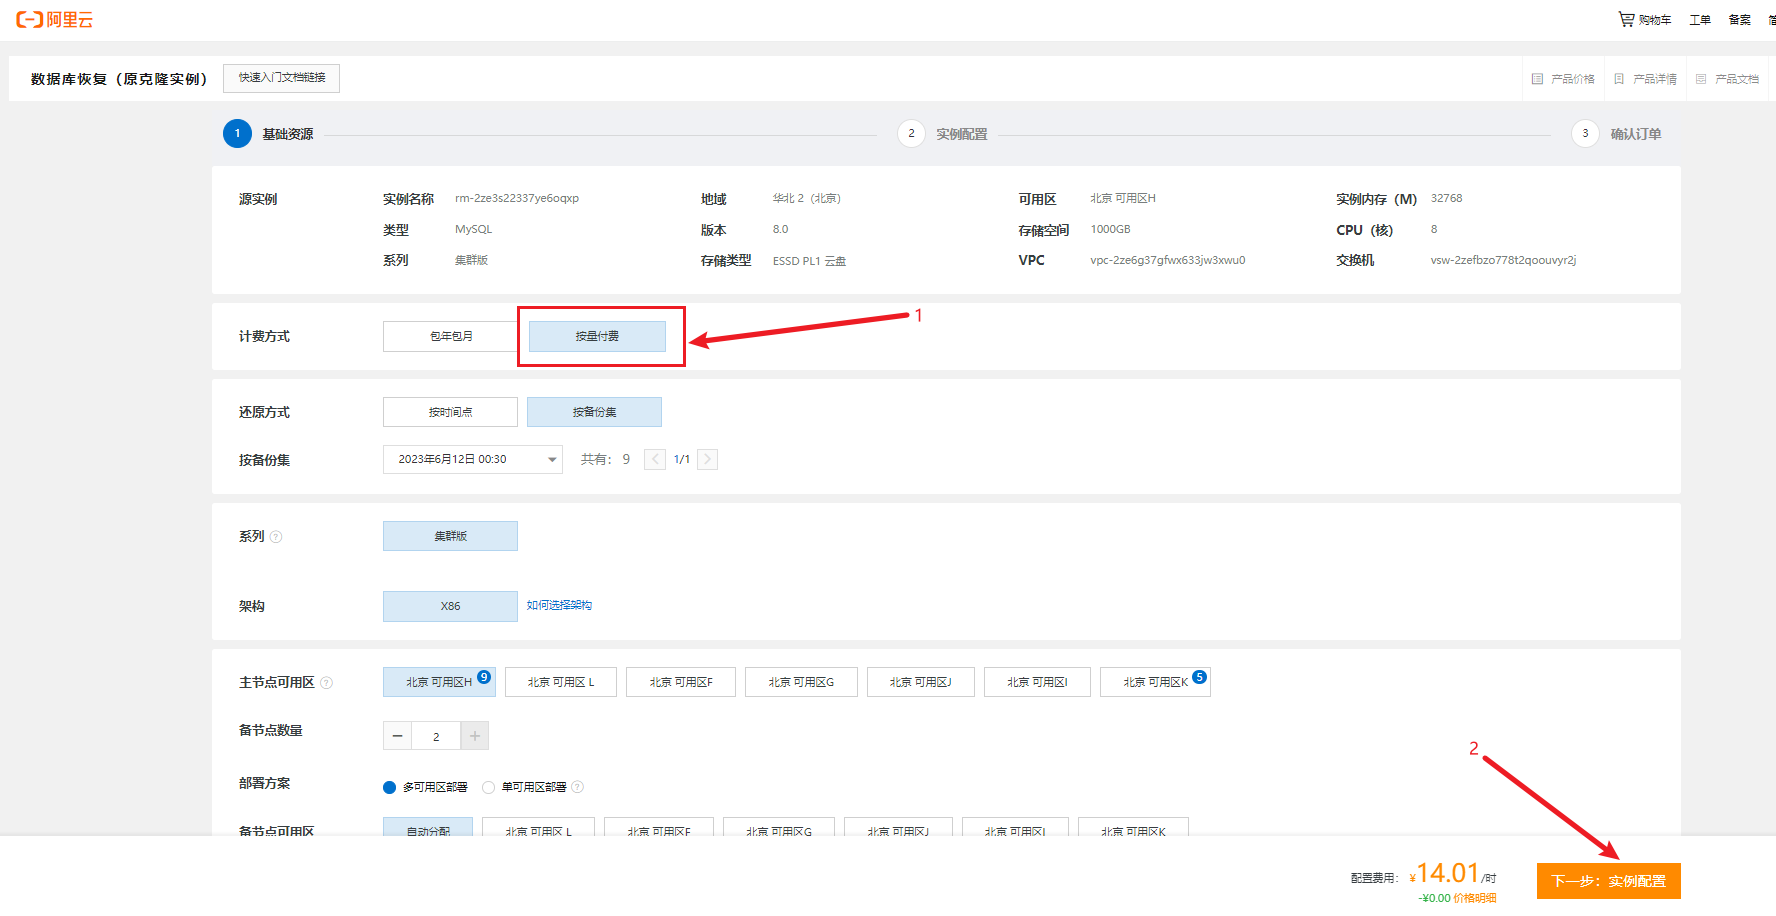 阿里云
购物车 工单 备案
数据库恢复（原克隆实例） 快速入门文档链接 产品价格 产品详情 产品文档
1 基础资源 2 实例配置 3 确认订单
源实例 实例名称 rm-2ze3s22337ye6oqxp 地域 华北 2（北京） 可用区 北京 可用区H 实例内存（M） 32768
类型 MySQL 版本 8.0 存储空间 1000GB CPU（核） 8
系列 集群版 存储类型 ESSD PL1 云盘 VPC vpc-2ze6g37gfwx633jw3xwu0 交换机 vsw-2zefbzo778t2qoouvyr2j
1
计费方式 包年包月 按量付费
还原方式 按时间点 按备份集
按备份集 2023年6月12日 00:30 共有： 9 1/1
系列 ? 集群版
架构 X86 如何选择架构
主节点可用区 ? 北京 可用区H 9 北京 可用区 L 北京 可用区F 北京 可用区G 北京 可用区J 北京 可用区I 北京 可用区K 5
备节点数量 − 2 +
2
部署方案 多可用区部署 单可用区部署 ?
备节点可用区 自动分配 北京 可用区 L 北京 可用区F 北京 可用区G 北京 可用区J 北京 可用区I 北京 可用区K
配置费用： ¥14.01/时 下一步：实例配置
-¥0.00 价格明细